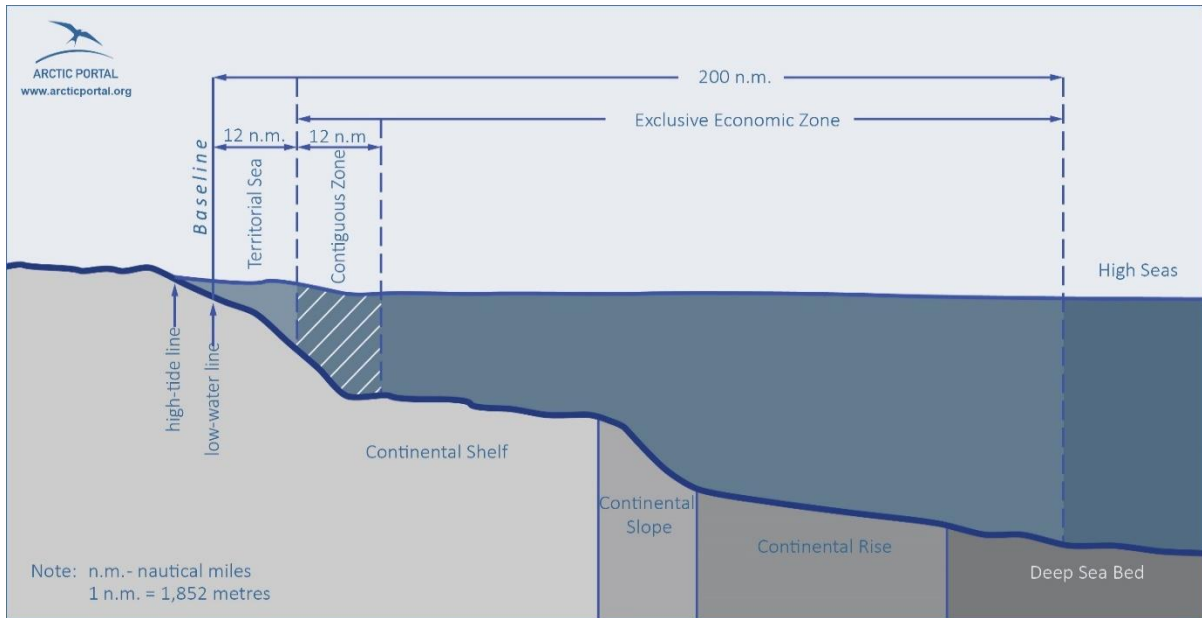 ARCTIC PORTAL
www.arcticportal.org
200 n.m.
Exclusive Economic Zone
12 n.m.
12 n.m
Baseline
Territorial Sea
Contiguous Zone
High Seas
high-tide line
low-water line
Continental Shelf
Continental
Slope
Continental Rise
Deep Sea Bed
Note: n.m.- nautical miles
1 n.m. = 1,852 metres